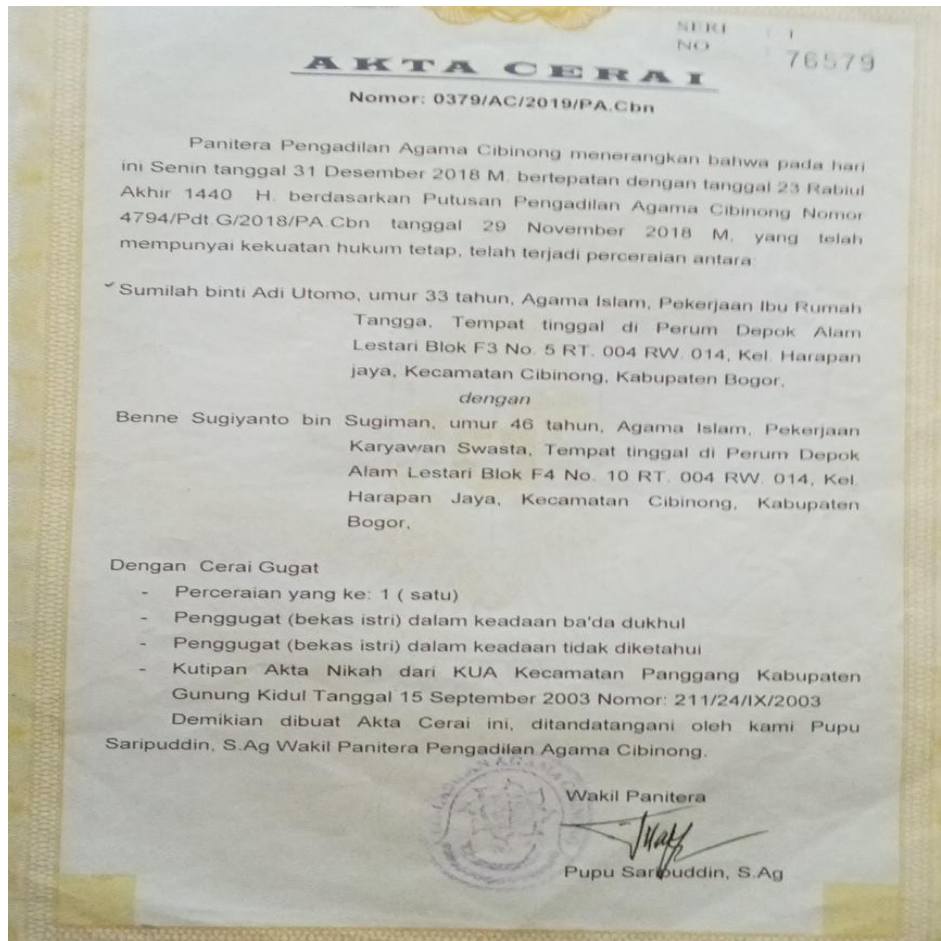 SERI : I
NO 76579
AKTA CERAI
Nomor: 0379/AC/2019/PA.Cbn
Panitera Pengadilan Agama Cibinong menerangkan bahwa pada hari
ini Senin tanggal 31 Desember 2018 M. bertepatan dengan tanggal 23 Rabiul
Akhir 1440 H. berdasarkan Putusan Pengadilan Agama Cibinong Nomor
4794/Pdt.G/2018/PA.Cbn tanggal 29 November 2018 M, yang telah
mempunyai kekuatan hukum tetap, telah terjadi perceraian antara:
Sumilah binti Adi Utomo, umur 33 tahun, Agama Islam, Pekerjaan Ibu Rumah
Tangga, Tempat tinggal di Perum Depok Alam
Lestari Blok F3 No. 5 RT. 004 RW. 014, Kel. Harapan
jaya, Kecamatan Cibinong, Kabupaten Bogor,
dengan
Benne Sugiyanto bin Sugiman, umur 46 tahun, Agama Islam, Pekerjaan
Karyawan Swasta, Tempat tinggal di Perum Depok
Alam Lestari Blok F4 No. 10 RT. 004 RW. 014, Kel.
Harapan Jaya, Kecamatan Cibinong, Kabupaten
Bogor,
Dengan Cerai Gugat
- Perceraian yang ke: 1 ( satu)
- Penggugat (bekas istri) dalam keadaan ba'da dukhul
- Penggugat (bekas istri) dalam keadaan tidak diketahui
- Kutipan Akta Nikah dari KUA Kecamatan Panggang Kabupaten
Gunung Kidul Tanggal 15 September 2003 Nomor: 211/24/IX/2003
Demikian dibuat Akta Cerai ini, ditandatangani oleh kami Pupu
Saripuddin, S.Ag Wakil Panitera Pengadilan Agama Cibinong.
Wakil Panitera
Pupu Saripuddin, S.Ag